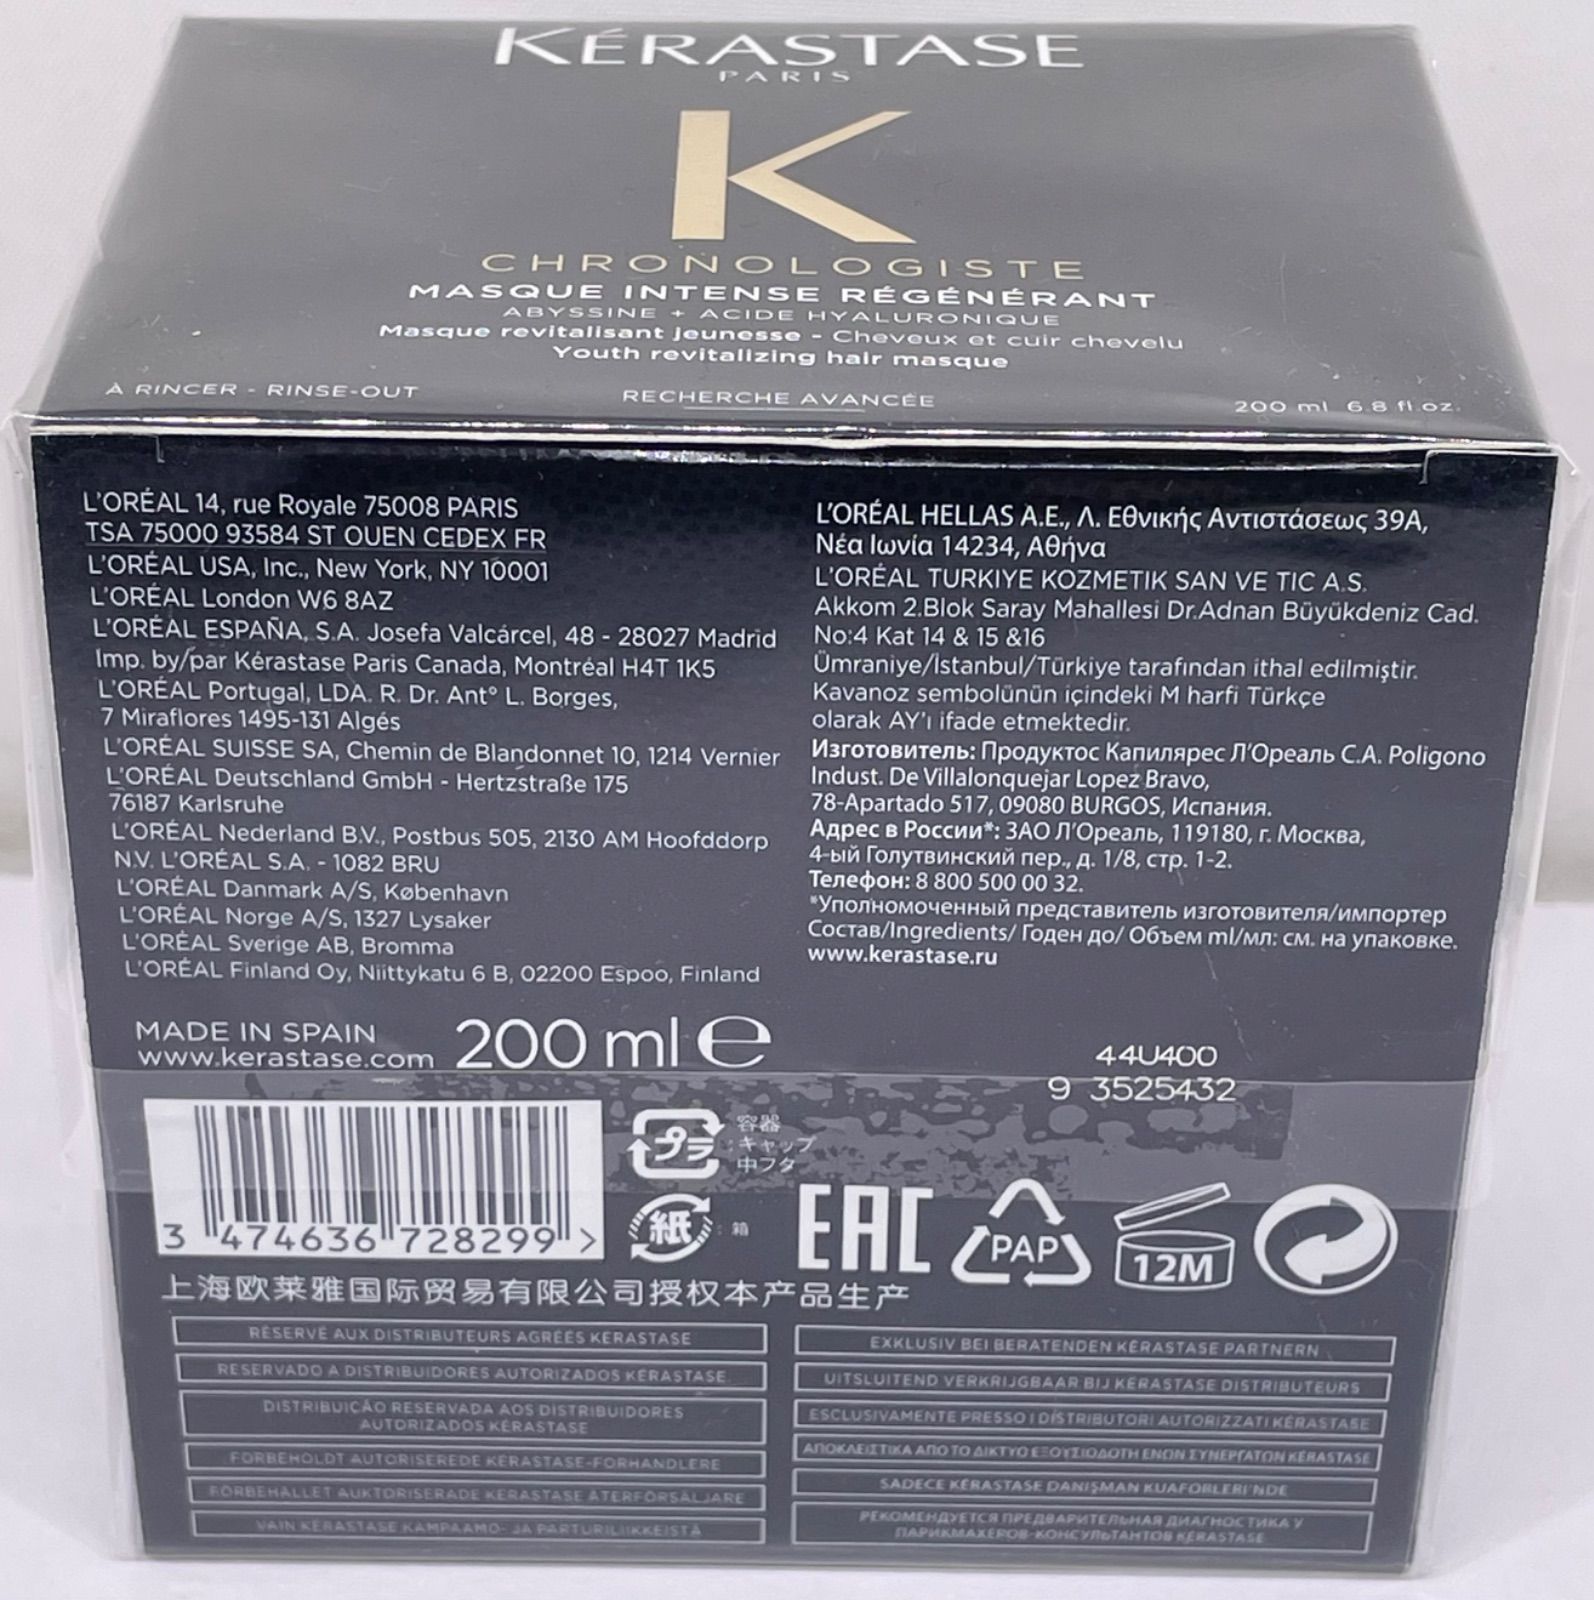 KÉRASTASE
PARIS
K
CHRONOLOGISTE
MASQUE INTENSE RÉGÉNÉRANT
ABYSSINE + ACIDE HYALURONIQUE
Masque revitalisant jeunesse - Cheveux et cuir chevelu
Youth revitalizing hair masque
À RINCER - RINSE-OUT
RECHERCHE AVANCÉE
200 ml 6.8 fl.oz.
L'ORÉAL 14, rue Royale 75008 PARIS
TSA 75000 93584 ST OUEN CEDEX FR
L'ORÉAL USA, Inc., New York, NY 10001
L'ORÉAL London W6 8AZ
L'ORÉAL ESPAÑA, S.A. Josefa Valcárcel, 48 - 28027 Madrid
Imp. by/par Kérastase Paris Canada, Montréal H4T 1K5
L'ORÉAL Portugal, LDA. R. Dr. Ant° L. Borges,
7 Miraflores 1495-131 Algés
L'ORÉAL SUISSE SA, Chemin de Blandonnet 10, 1214 Vernier
L'ORÉAL Deutschland GmbH - Hertzstraße 175
76187 Karlsruhe
L'ORÉAL Nederland B.V., Postbus 505, 2130 AM Hoofddorp
N.V. L'ORÉAL S.A. - 1082 BRU
L'ORÉAL Danmark A/S, København
L'ORÉAL Norge A/S, 1327 Lysaker
L'ORÉAL Sverige AB, Bromma
L'ORÉAL Finland Oy, Niittykatu 6 B, 02200 Espoo, Finland
MADE IN SPAIN
www.kerastase.com
200 ml e
L'ORÉAL HELLAS A.E., Λ. Εθνικής Αντιστάσεως 39A,
Νέα Ιωνία 14234, Αθήνα
L'ORÉAL TURKIYE KOZMETIK SAN VE TIC A.S.
Akkom 2.Blok Saray Mahallesi Dr.Adnan Büyükdeniz Cad.
No:4 Kat 14 & 15 &16
Ümraniye/İstanbul/Türkiye tarafından ithal edilmiştir.
Kavanoz sembolünün içindeki M harfi Türkçe
olarak AY'ı ifade etmektedir.
Изготовитель: Продуктос Капилярес Л'Ореаль С.А. Poligono
Indust. De Villalonquejar Lopez Bravo,
78-Apartado 517, 09080 BURGOS, Испания.
Адрес в России*: ЗАО Л'Ореаль, 119180, г. Москва,
4-ый Голутвинский пер., д. 1/8, стр. 1-2.
Телефон: 8 800 500 00 32.
*Уполномоченный представитель изготовителя/импортер
Состав/Ingredients/ Годен до/ Объем ml/мл: см. на упаковке.
www.kerastase.ru
44U400
9 3525432
3 474636 728299 >
プラ : 容器
キャップ
中フタ
紙 : 箱
EAC
PAP
12M
上海欧莱雅国际贸易有限公司授权本产品生产
RÉSERVÉ AUX DISTRIBUTEURS AGRÉÉS KÉRASTASE
RESERVADO A DISTRIBUIDORES AUTORIZADOS KÉRASTASE
DISTRIBUIÇÃO RESERVADA AOS DISTRIBUIDORES
AUTORIZADOS KÉRASTASE
FORBEHOLDT AUTORISEREDE KÉRASTASE-FORHANDLERE
FÖRBEHÅLLET AUKTORISERADE KÉRASTASE ÅTERFÖRSÄLJARE
VAIN KÉRASTASE KAMPAAMO- JA PARTURILIIKKEISTÄ
EXKLUSIV BEI BERATENDEN KÉRASTASE PARTNERN
UITSLUITEND VERKRIJGBAAR BIJ KÉRASTASE DISTRIBUTEURS
ESCLUSIVAMENTE PRESSO I DISTRIBUTORI AUTORIZZATI KÉRASTASE
ΑΠΟΚΛΕΙΣΤΙΚΑ ΑΠΟ ΤΟ ΔΙΚΤΥΟ ΕΞΟΥΣΙΟΔΟΤΗΜΕΝΩΝ ΣΥΝΕΡΓΑΤΩΝ KÉRASTASE
SADECE KÉRASTASE DANIŞMAN KUAFÖRLERİ'NDE
РЕКОМЕНДУЕТСЯ ПРЕДВАРИТЕЛЬНАЯ ДИАГНОСТИКА У
ПАРИКМАХЕРОВ-КОНСУЛЬТАНТОВ KÉRASTASE